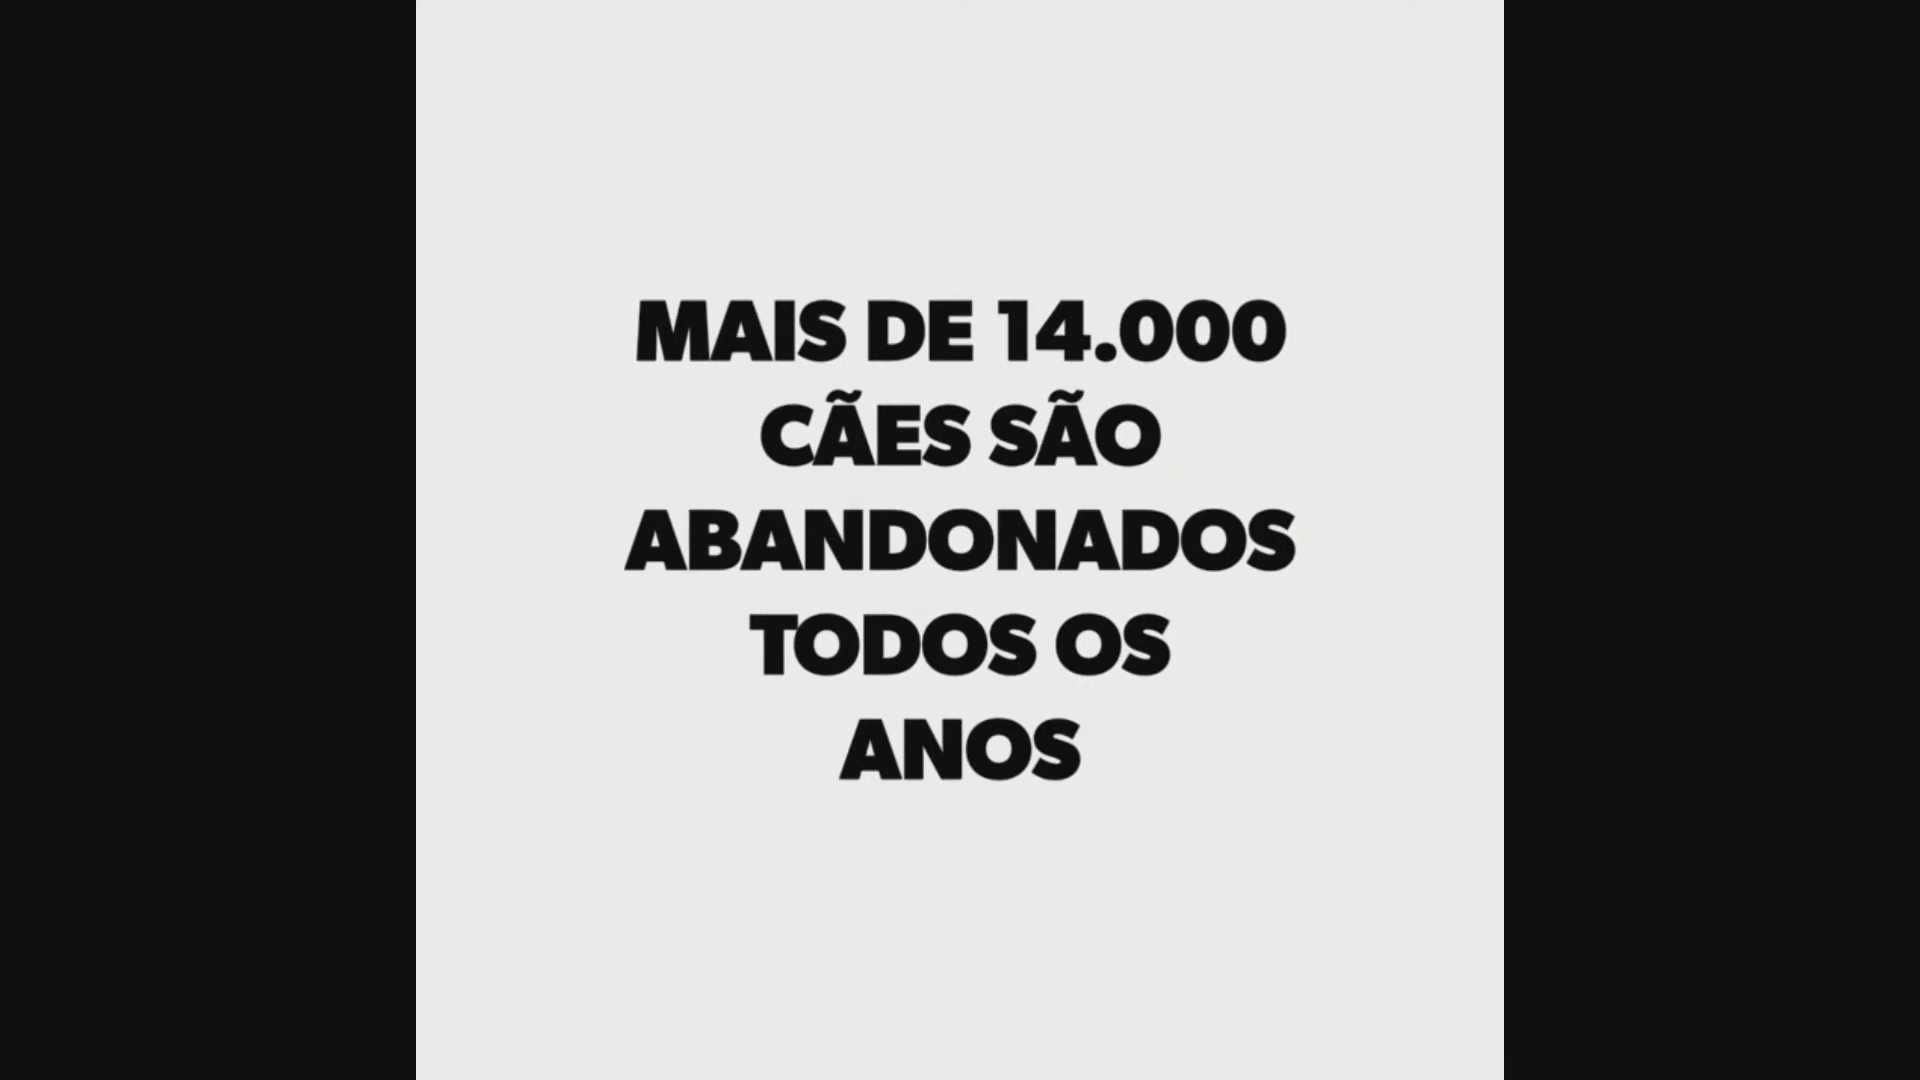 MAIS DE 14.000
CÃES SÃO
ABANDONADOS
TODOS OS
ANOS